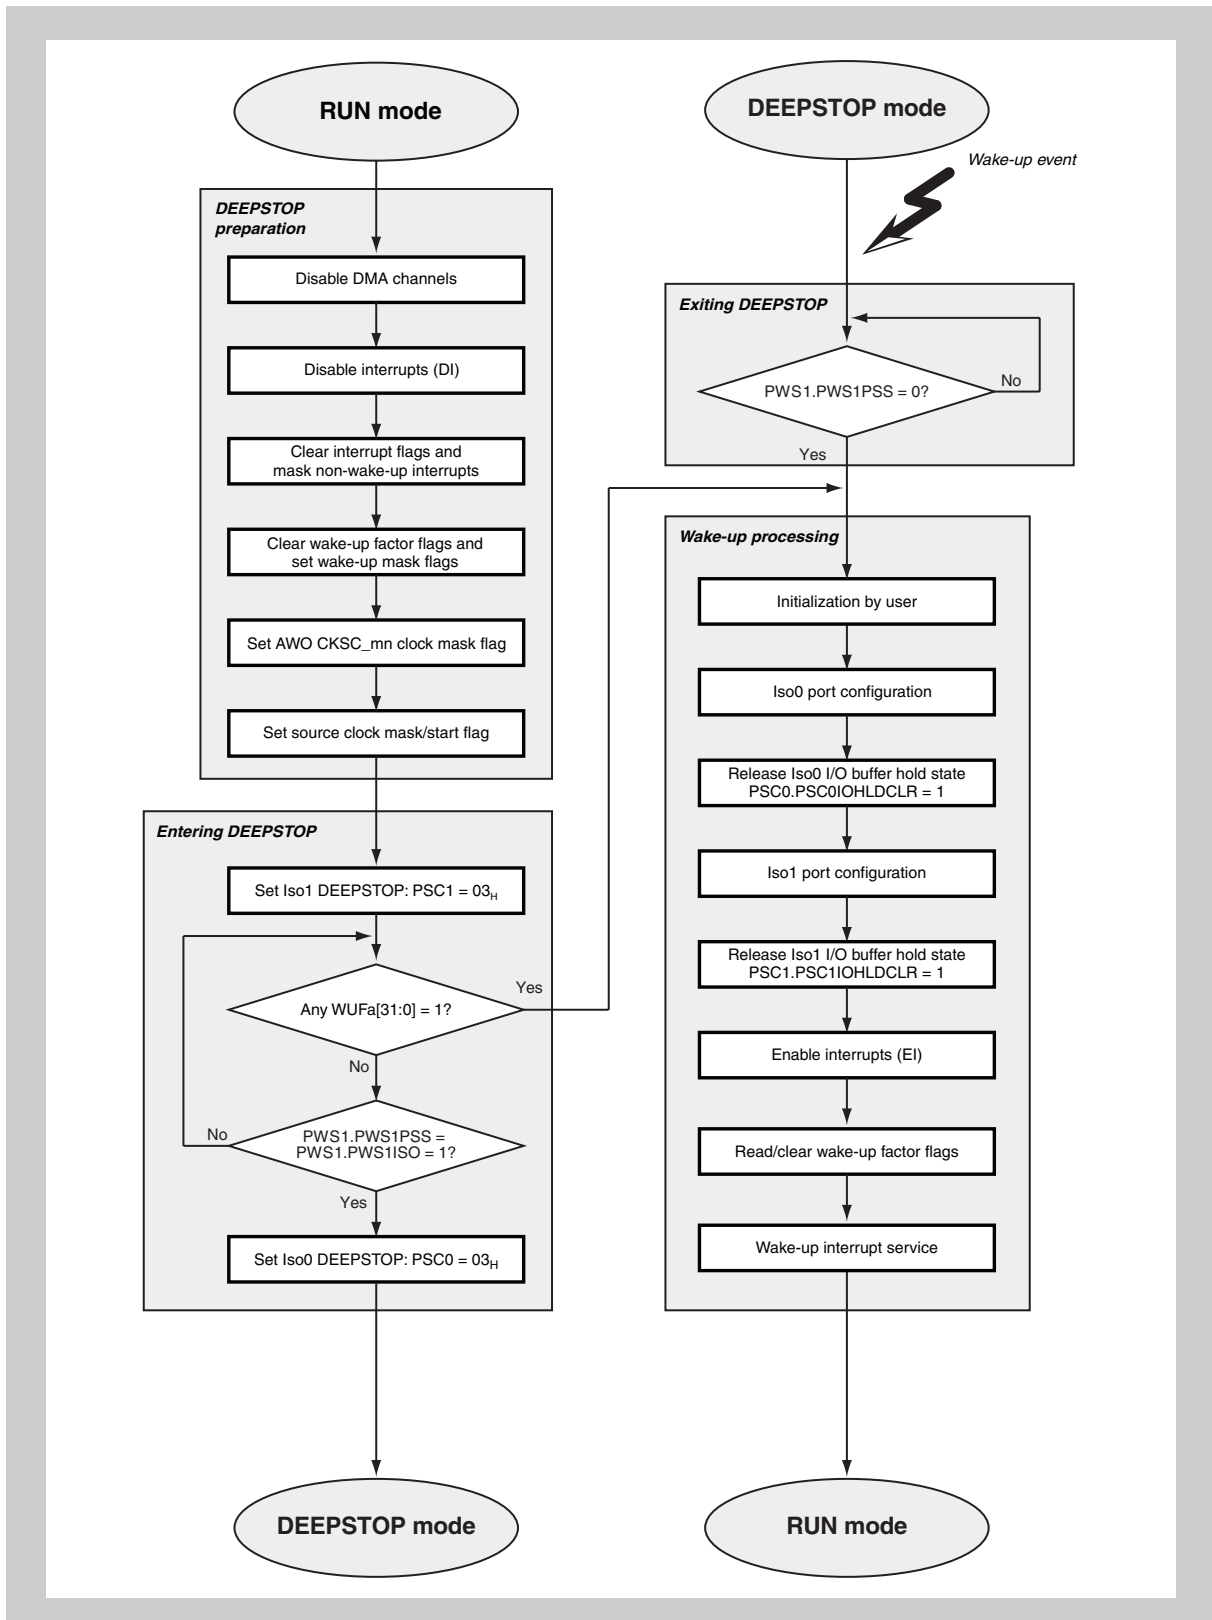 RUN mode
DEEPSTOP
preparation
Disable DMA channels
Disable interrupts (DI)
Clear interrupt flags and
mask non-wake-up interrupts
Clear wake-up factor flags and
set wake-up mask flags
Set AWO CKSC_mn clock mask flag
Set source clock mask/start flag
Entering DEEPSTOP
Set Iso1 DEEPSTOP: PSC1 = 03H
Any WUFa[31:0] = 1?
Yes
No
PWS1.PWS1PSS =
PWS1.PWS1ISO = 1?
No
Yes
Set Iso0 DEEPSTOP: PSC0 = 03H
DEEPSTOP mode
DEEPSTOP mode
Wake-up event
Exiting DEEPSTOP
PWS1.PWS1PSS = 0?
No
Yes
Wake-up processing
Initialization by user
Iso0 port configuration
Release Iso0 I/O buffer hold state
PSC0.PSC0IOHLDCLR = 1
Iso1 port configuration
Release Iso1 I/O buffer hold state
PSC1.PSC1IOHLDCLR = 1
Enable interrupts (EI)
Read/clear wake-up factor flags
Wake-up interrupt service
RUN mode